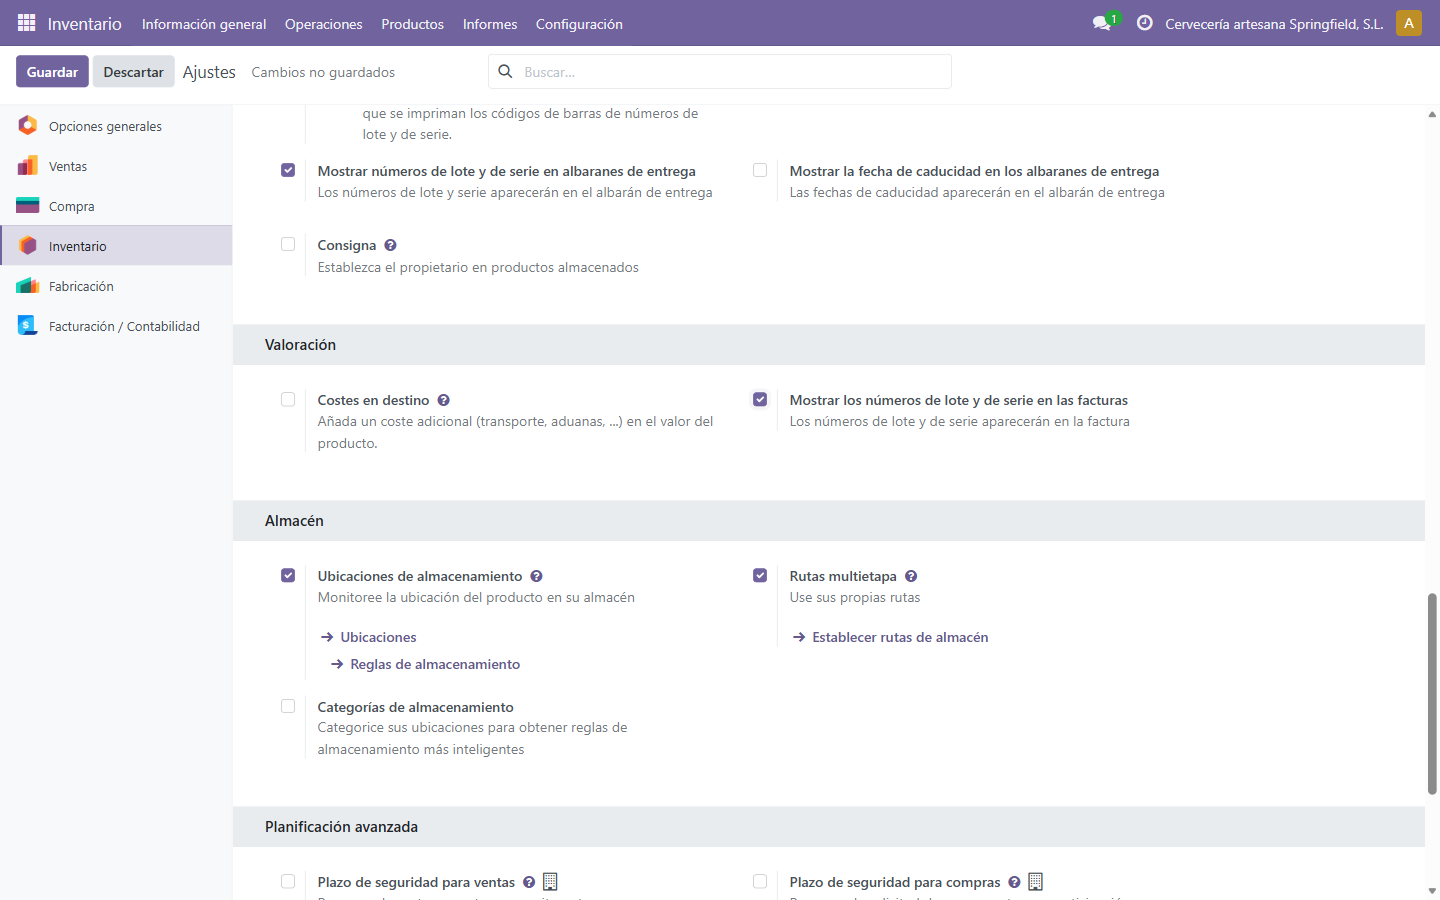 Inventario
Información general
Operaciones
Productos
Informes
Configuración
1
Cervecería artesana Springfield, S.L.
A
Guardar
Descartar
Ajustes
Cambios no guardados
Buscar...
Opciones generales
Ventas
Compra
Inventario
Fabricación
Facturación / Contabilidad
que se impriman los códigos de barras de números de
lote y de serie.
Mostrar números de lote y de serie en albaranes de entrega
Los números de lote y serie aparecerán en el albarán de entrega
Mostrar la fecha de caducidad en los albaranes de entrega
Las fechas de caducidad aparecerán en el albarán de entrega
Consigna
Establezca el propietario en productos almacenados
Valoración
Costes en destino
Añada un coste adicional (transporte, aduanas, ...) en el valor del
producto.
Mostrar los números de lote y de serie en las facturas
Los números de lote y de serie aparecerán en la factura
Almacén
Ubicaciones de almacenamiento
Monitoree la ubicación del producto en su almacén
Ubicaciones
Reglas de almacenamiento
Rutas multietapa
Use sus propias rutas
Establecer rutas de almacén
Categorías de almacenamiento
Categorice sus ubicaciones para obtener reglas de
almacenamiento más inteligentes
Planificación avanzada
Plazo de seguridad para ventas
Plazo de seguridad para compras